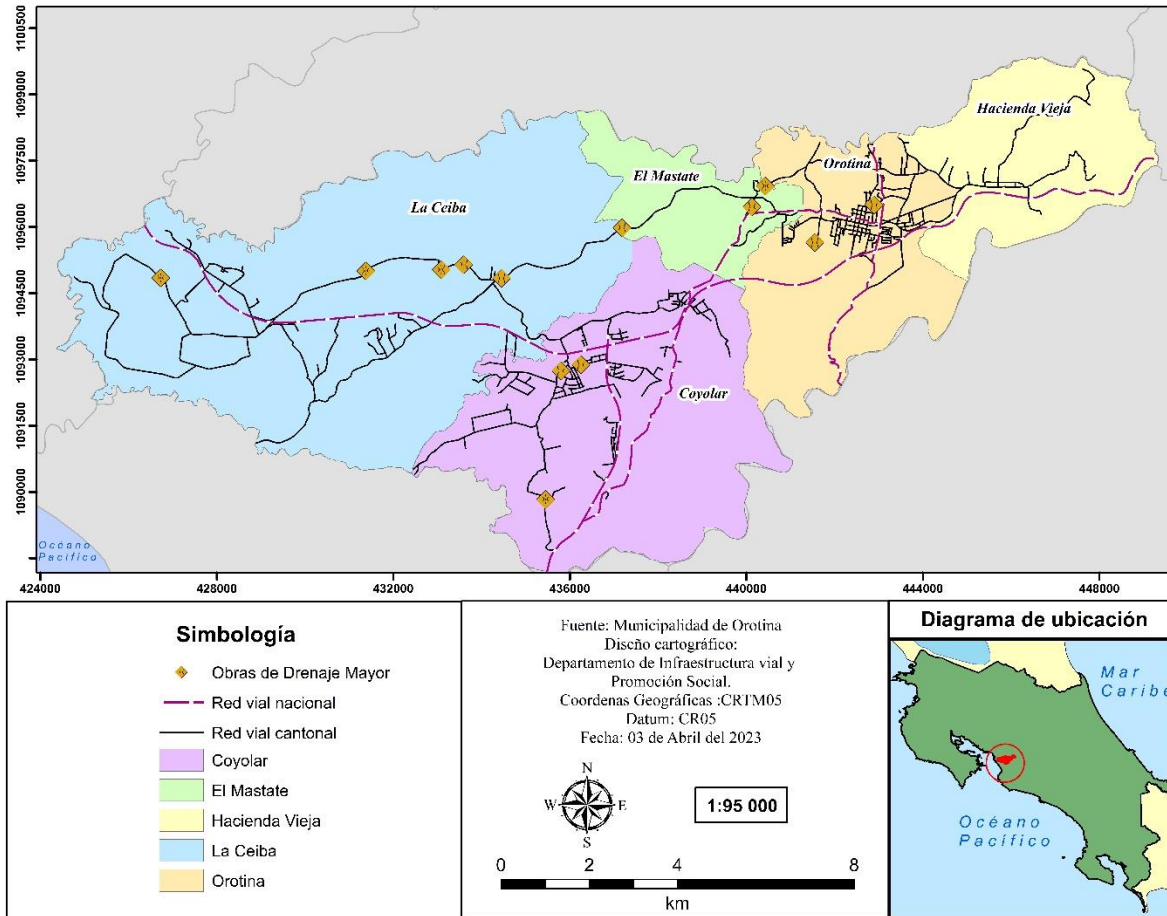 1100500
1099000
1097500
1096000
1094500
1093000
1091500
1090000
Hacienda Vieja
Orotina
El Mastate
La Ceiba
Coyolar
Océano
Pacífico
424000 428000 432000 436000 440000 444000 448000
Simbología
Obras de Drenaje Mayor
Red vial nacional
Red vial cantonal
Coyolar
El Mastate
Hacienda Vieja
La Ceiba
Orotina
Fuente: Municipalidad de Orotina
Diseño cartográfico:
Departamento de Infraestructura vial y
Promoción Social.
Coordenas Geográficas :CRTM05
Datum: CR05
Fecha: 03 de Abril del 2023
N
W E
S
1:95 000
0 2 4 8
km
Diagrama de ubicación
Mar
Caribe
Océano
Pacífico